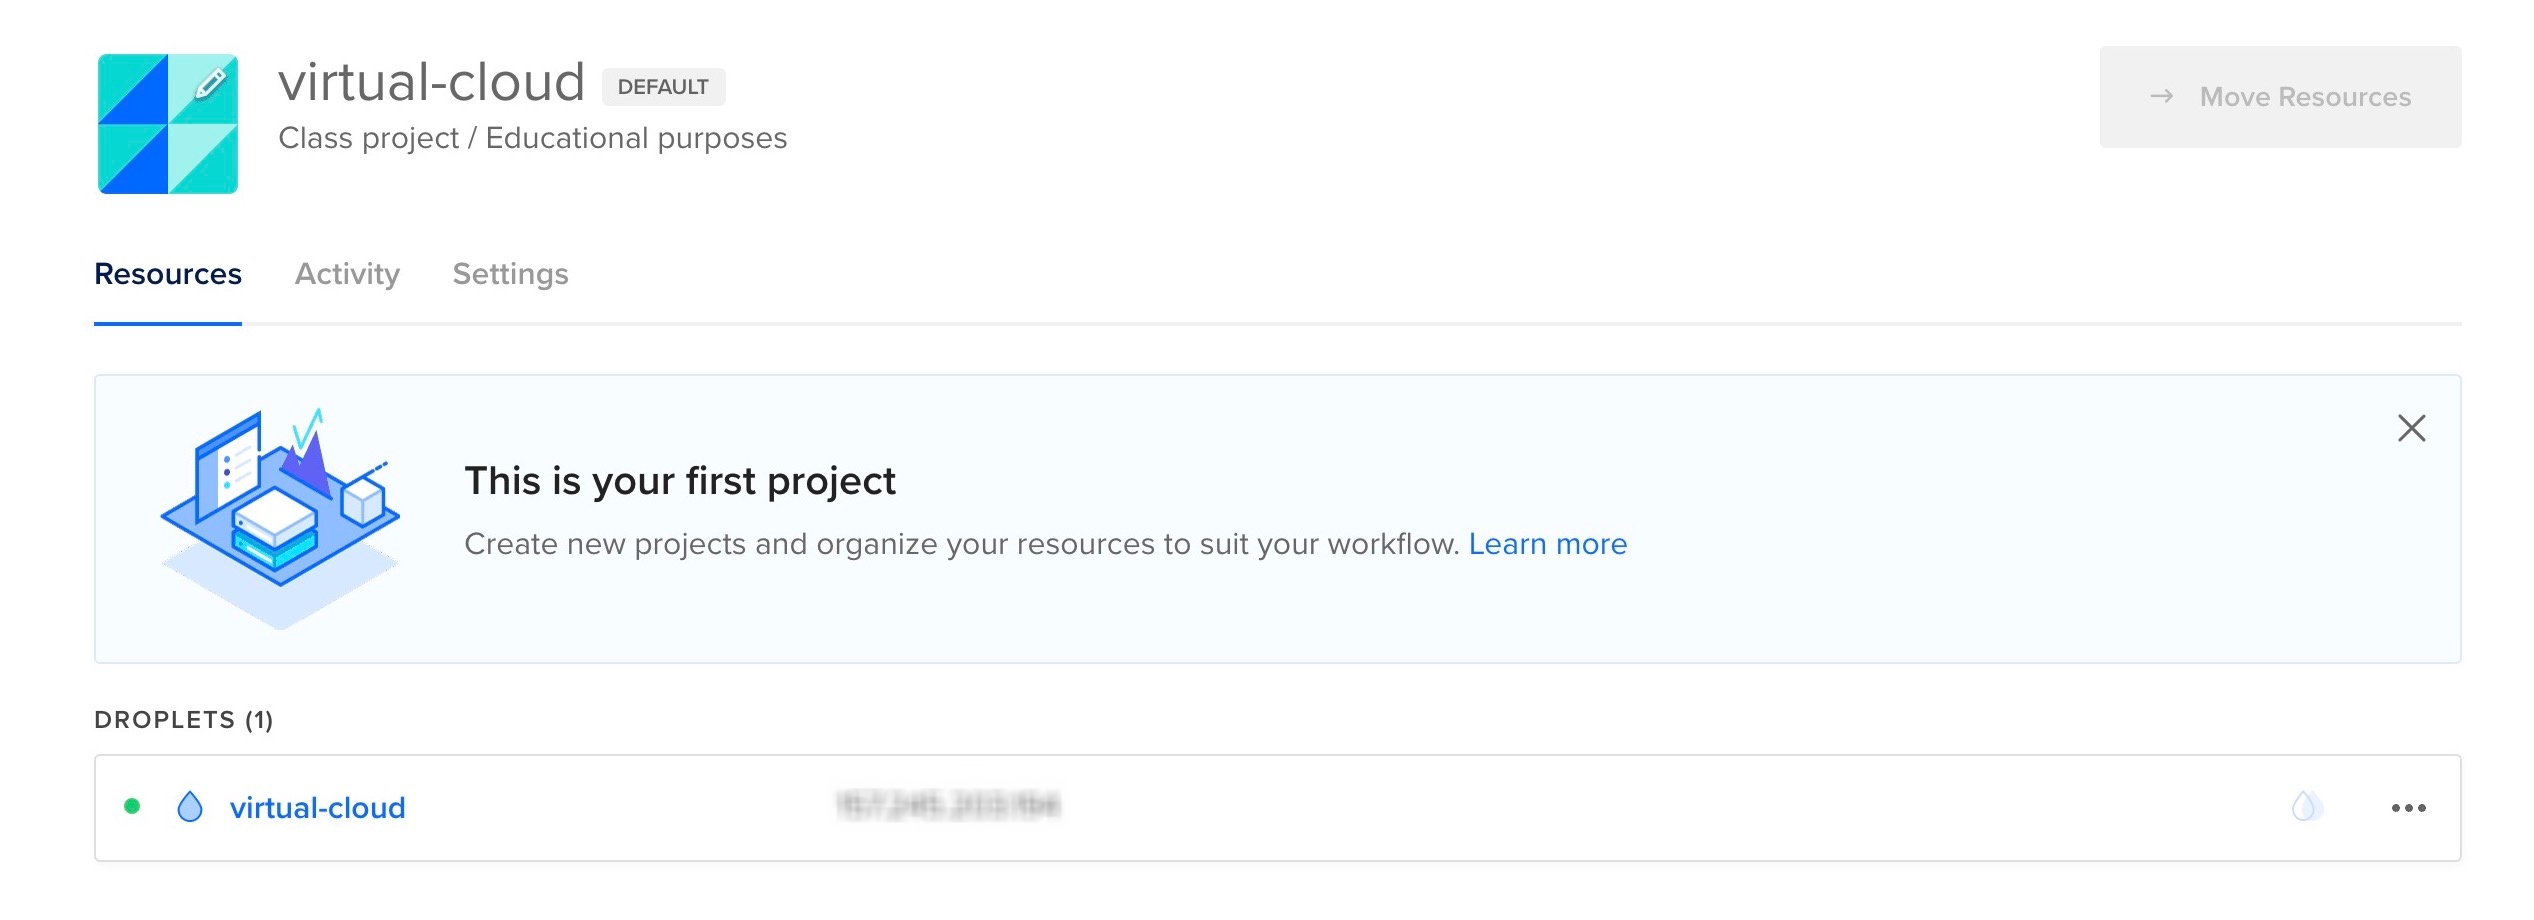 virtual-cloud DEFAULT
Class project / Educational purposes
→ Move Resources
Resources Activity Settings
This is your first project
Create new projects and organize your resources to suit your workflow. Learn more
DROPLETS (1)
virtual-cloud